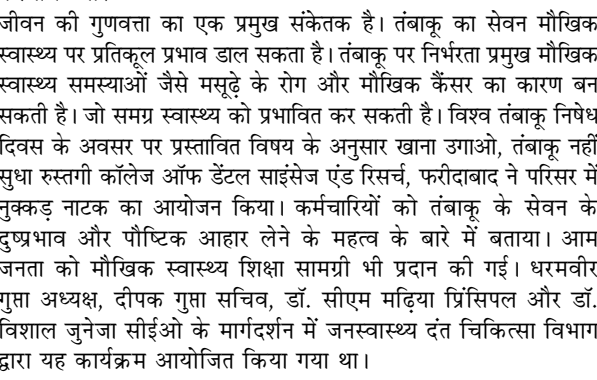 जीवन की गुणवत्ता का एक प्रमुख संकेतक है। तंबाकू का सेवन मौखिक
स्वास्थ्य पर प्रतिकूल प्रभाव डाल सकता है। तंबाकू पर निर्भरता प्रमुख मौखिक
स्वास्थ्य समस्याओं जैसे मसूढ़े के रोग और मौखिक कैंसर का कारण बन
सकती है। जो समग्र स्वास्थ्य को प्रभावित कर सकती है। विश्व तंबाकू निषेध
दिवस के अवसर पर प्रस्तावित विषय के अनुसार खाना उगाओ, तंबाकू नहीं
सुधा रुस्तगी कॉलेज ऑफ डेंटल साइंसेज एंड रिसर्च, फरीदाबाद ने परिसर में
नुक्कड़ नाटक का आयोजन किया। कर्मचारियों को तंबाकू के सेवन के
दुष्प्रभाव और पौष्टिक आहार लेने के महत्व के बारे में बताया। आम
जनता को मौखिक स्वास्थ्य शिक्षा सामग्री भी प्रदान की गई। धरमवीर
गुप्ता अध्यक्ष, दीपक गुप्ता सचिव, डॉ. सीएम मढ़िया प्रिंसिपल और डॉ.
विशाल जुनेजा सीईओ के मार्गदर्शन में जनस्वास्थ्य दंत चिकित्सा विभाग
द्वारा यह कार्यक्रम आयोजित किया गया था।